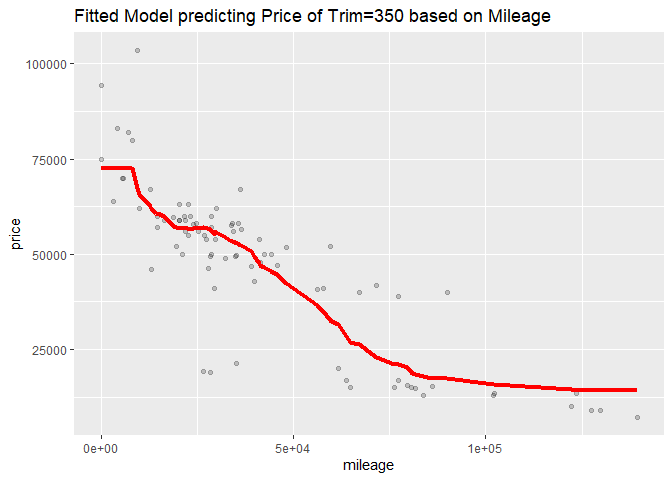 Fitted Model predicting Price of Trim=350 based on Mileage
100000
75000
50000
25000
price
0e+00 5e+04 1e+05
mileage